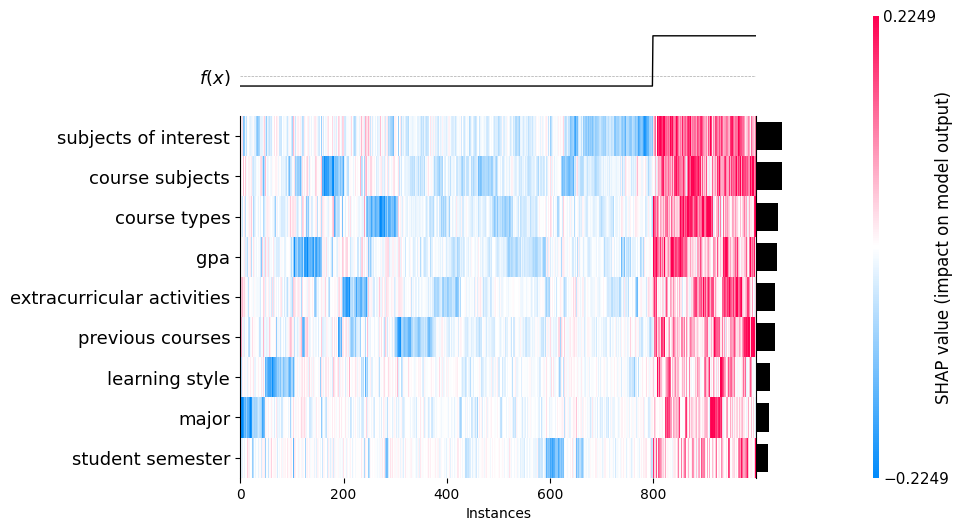 0.2249
f(x)
subjects of interest
course subjects
course types
gpa
extracurricular activities
previous courses
learning style
major
student semester
0 200 400 600 800
Instances
SHAP value (impact on model output)
−0.2249